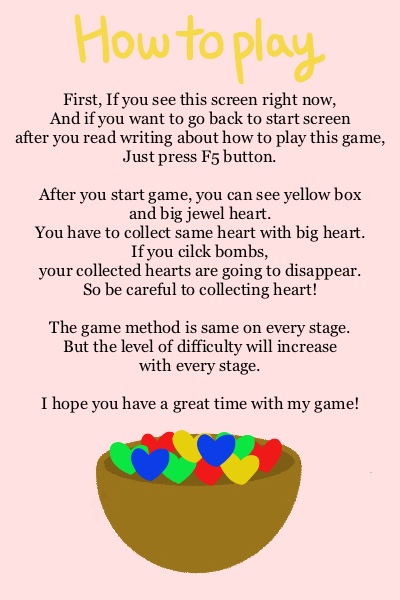 How to play
First, If you see this screen right now,
And if you want to go back to start screen
after you read writing about how to play this game,
Just press F5 button.
After you start game, you can see yellow box
and big jewel heart.
You have to collect same heart with big heart.
If you cilck bombs,
your collected hearts are going to disappear.
So be careful to collecting heart!
The game method is same on every stage.
But the level of difficulty will increase
with every stage.
I hope you have a great time with my game!